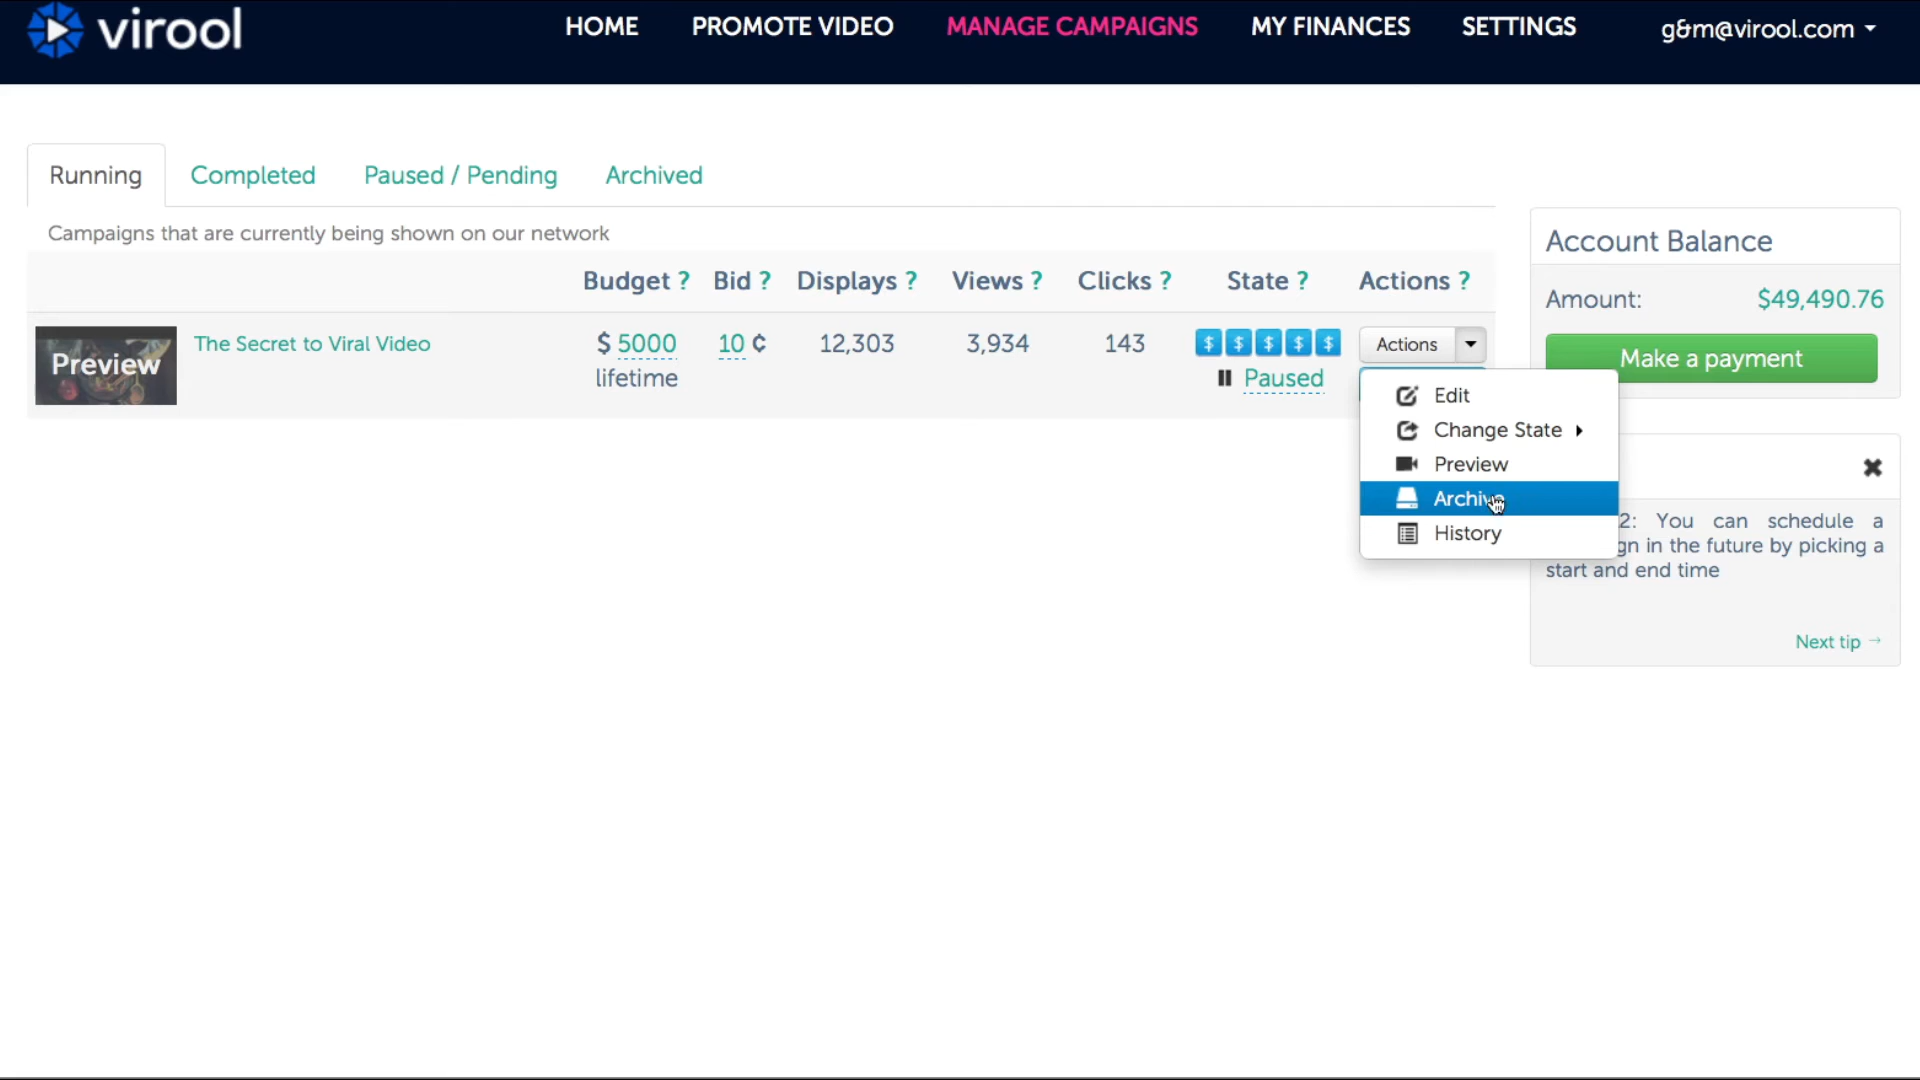 virool
HOME PROMOTE VIDEO MANAGE CAMPAIGNS MY FINANCES SETTINGS g&m@virool.com
Running Completed Paused / Pending Archived
Campaigns that are currently being shown on our network
Budget ? Bid ? Displays ? Views ? Clicks ? State ? Actions ?
Preview The Secret to Viral Video $ 5000 10 ¢ 12,303 3,934 143 $ $ $ $ $ Actions
lifetime Paused
Edit
Change State
Preview
Archive
History
Account Balance
Amount: $49,490.76
Make a payment
2: You can schedule a
gn in the future by picking a
start and end time
Next tip →